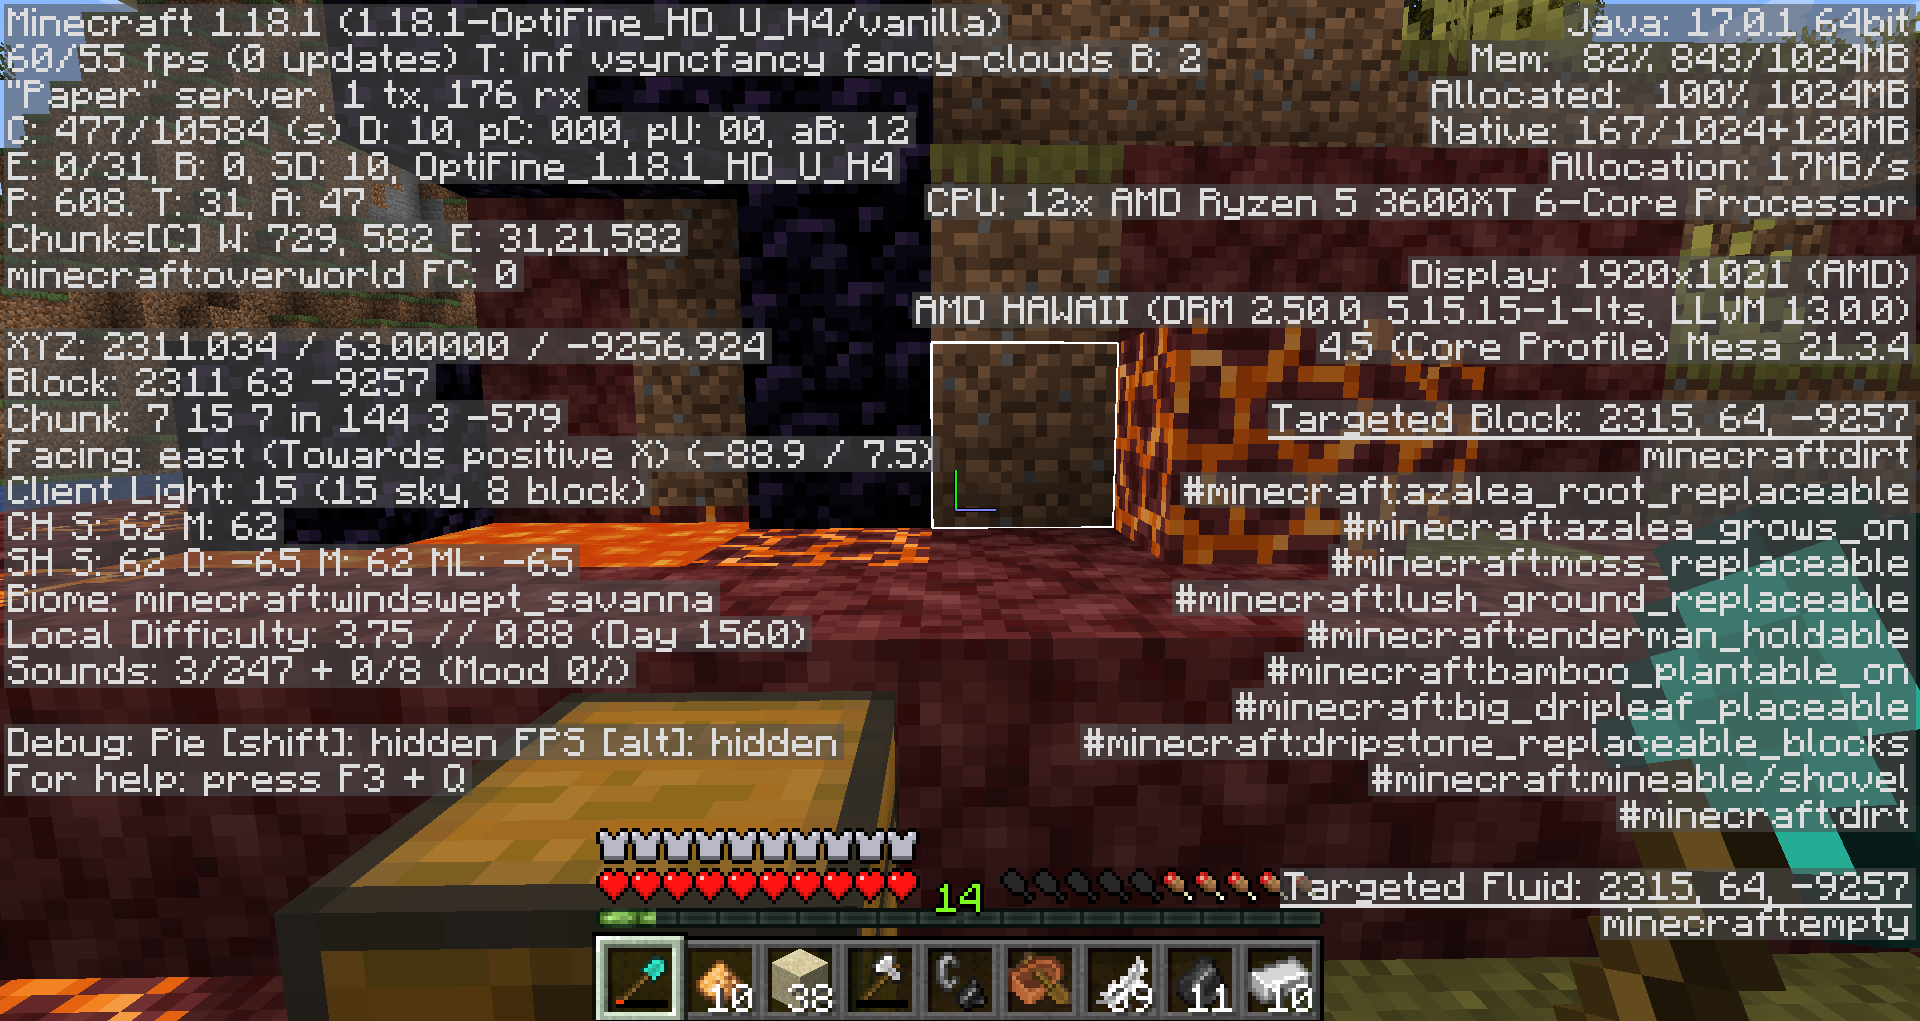 Minecraft 1.18.1 (1.18.1-OptiFine_HD_U_H4/vanilla)
60/55 fps (0 updates) T: inf vsyncfancy fancy-clouds B: 2
"Paper" server, 1 tx, 176 rx
C: 477/10584 (s) D: 10, pC: 000, pU: 00, aB: 12
E: 0/31, B: 0, SD: 10, OptiFine_1.18.1_HD_U_H4
P: 608. T: 31, A: 47
Chunks[C] W: 729, 582 E: 31,21,582
minecraft:overworld FC: 0
XYZ: 2311.034 / 63.00000 / -9256.924
Block: 2311 63 -9257
Chunk: 7 15 7 in 144 3 -579
Facing: east (Towards positive X) (-88.9 / 7.5)
Client Light: 15 (15 sky, 8 block)
CH S: 62 M: 62
SH S: 62 O: -65 M: 62 ML: -65
Biome: minecraft:windswept_savanna
Local Difficulty: 3.75 // 0.88 (Day 1560)
Sounds: 3/247 + 0/8 (Mood 0%)
Debug: Pie [shift]: hidden FPS [alt]: hidden
For help: press F3 + Q
Java: 17.0.1 64bit
Mem: 82% 843/1024MB
Allocated: 100% 1024MB
Native: 167/1024+120MB
Allocation: 17MB/s
CPU: 12x AMD Ryzen 5 3600XT 6-Core Processor
Display: 1920x1021 (AMD)
AMD HAWAII (DRM 2.50.0, 5.15.15-1-lts, LLVM 13.0.0)
4.5 (Core Profile) Mesa 21.3.4
Targeted Block: 2315, 64, -9257
minecraft:dirt
#minecraft:azalea_root_replaceable
#minecraft:azalea_grows_on
#minecraft:moss_replaceable
#minecraft:lush_ground_replaceable
#minecraft:enderman_holdable
#minecraft:bamboo_plantable_on
#minecraft:big_dripleaf_placeable
#minecraft:dripstone_replaceable_blocks
#minecraft:mineable/shovel
#minecraft:dirt
Targeted Fluid: 2315, 64, -9257
minecraft:empty
14
10 38 49 11 10